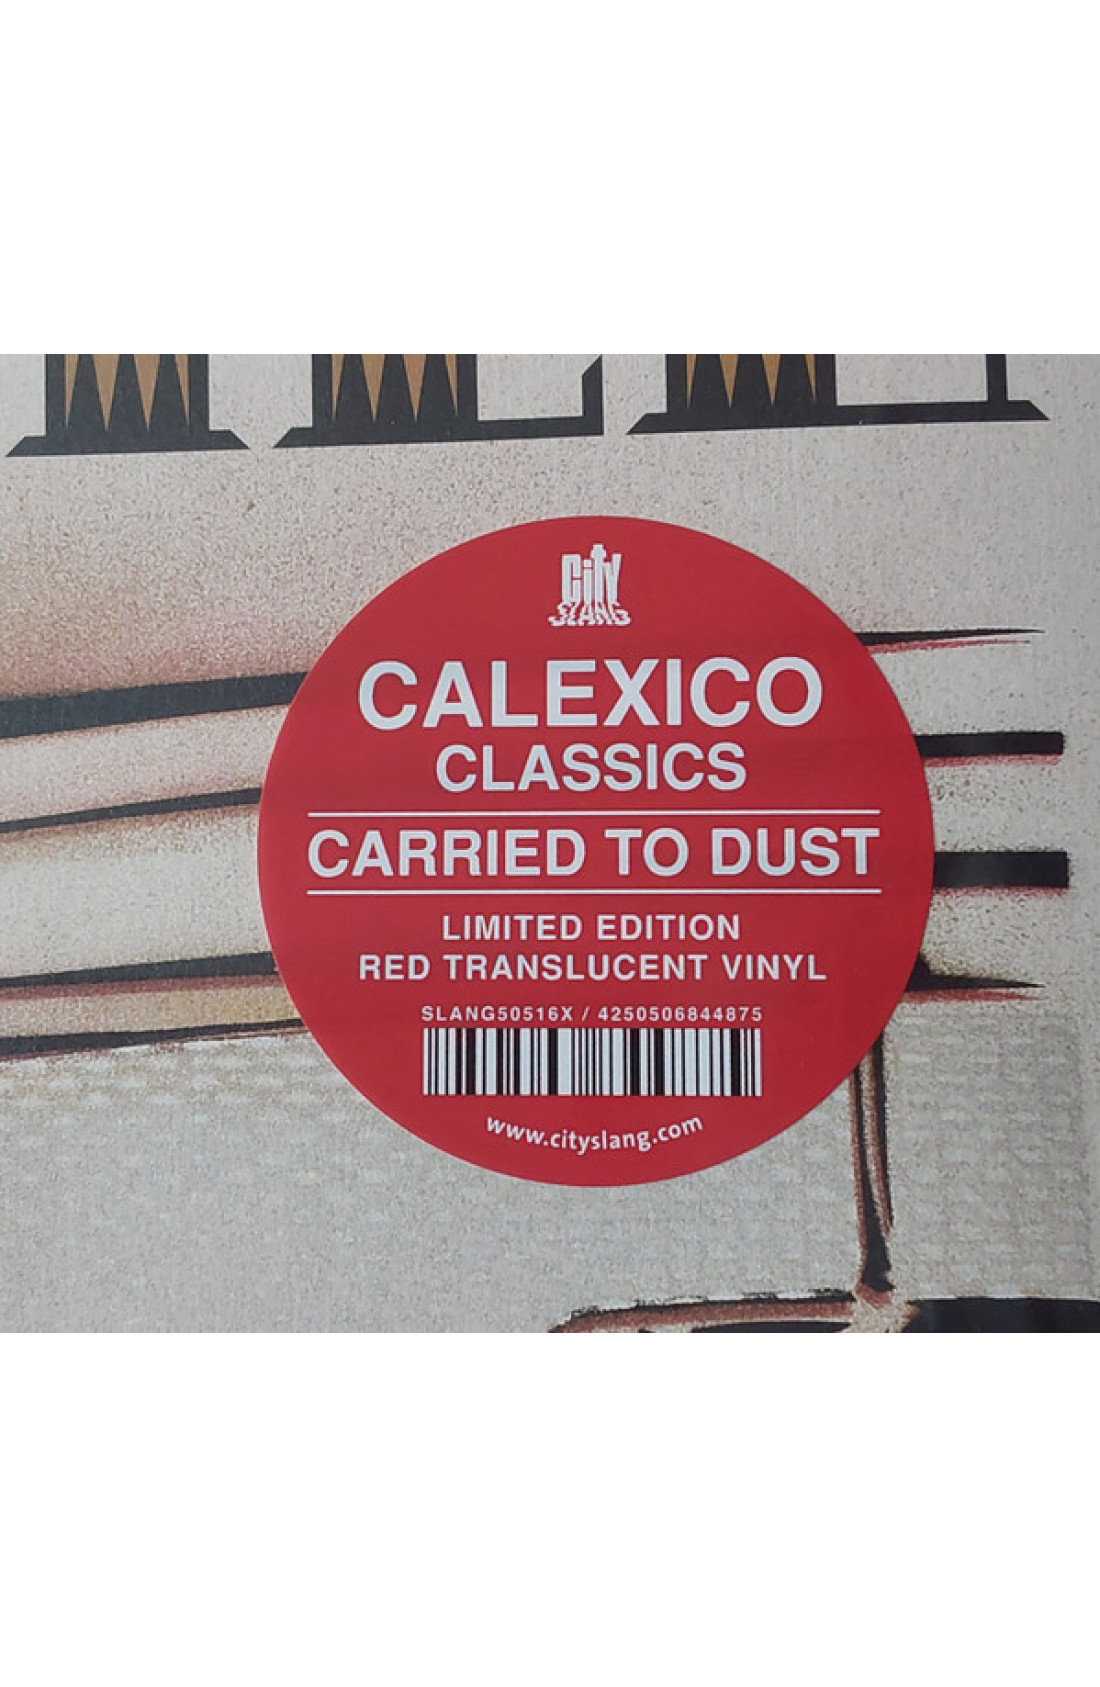 City
SLANG
CALEXICO
CLASSICS
CARRIED TO DUST
LIMITED EDITION
RED TRANSLUCENT VINYL
SLANG50516X / 4250506844875
www.cityslang.com